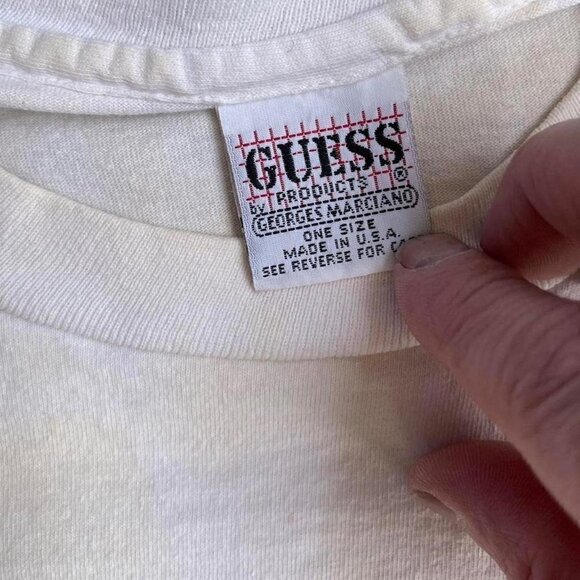 GUESS
PRODUCTS ®
by GEORGES MARCIANO
ONE SIZE
MADE IN U.S.A.
SEE REVERSE FOR